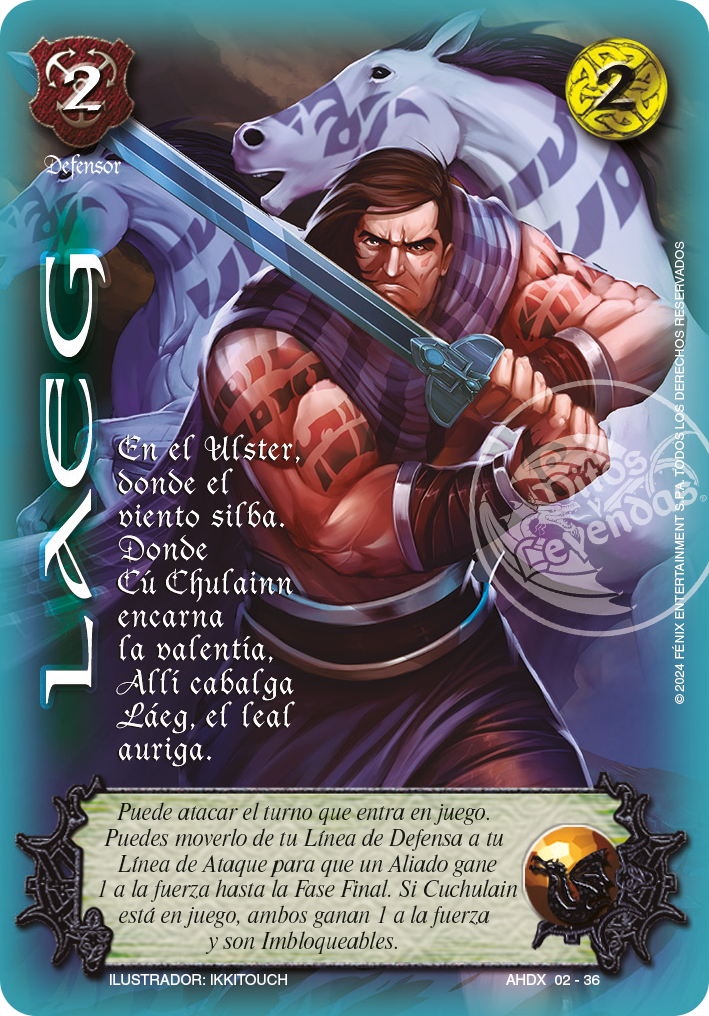 2
2
Defensor
LAEG
En el Ulster,
donde el
viento silba.
Donde
Cú Chulainn
encarna
la valentía,
Allí cabalga
Láeg, el leal
auriga.
Mitos
y
Leyendas®
© 2024 FÉNIX ENTERTAINMENT S.P.A. TODOS LOS DERECHOS RESERVADOS
Puede atacar el turno que entra en juego.
Puedes moverlo de tu Línea de Defensa a tu
Línea de Ataque para que un Aliado gane
1 a la fuerza hasta la Fase Final. Si Cuchulain
está en juego, ambos ganan 1 a la fuerza
y son Imbloqueables.
ILUSTRADOR: IKKITOUCH
AHDX 02 - 36